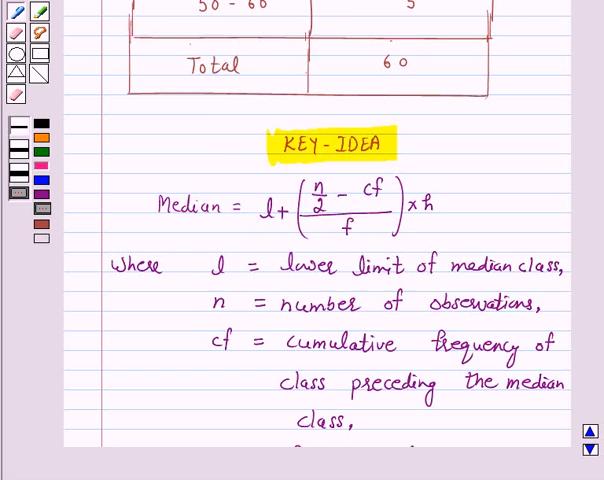 50 - 60 5
Total 60
KEY-IDEA
Median = l + ( (n/2 - cf) / f ) × h
where l = lower limit of median class,
n = number of observations,
cf = cumulative frequency of
class preceding the median
class,